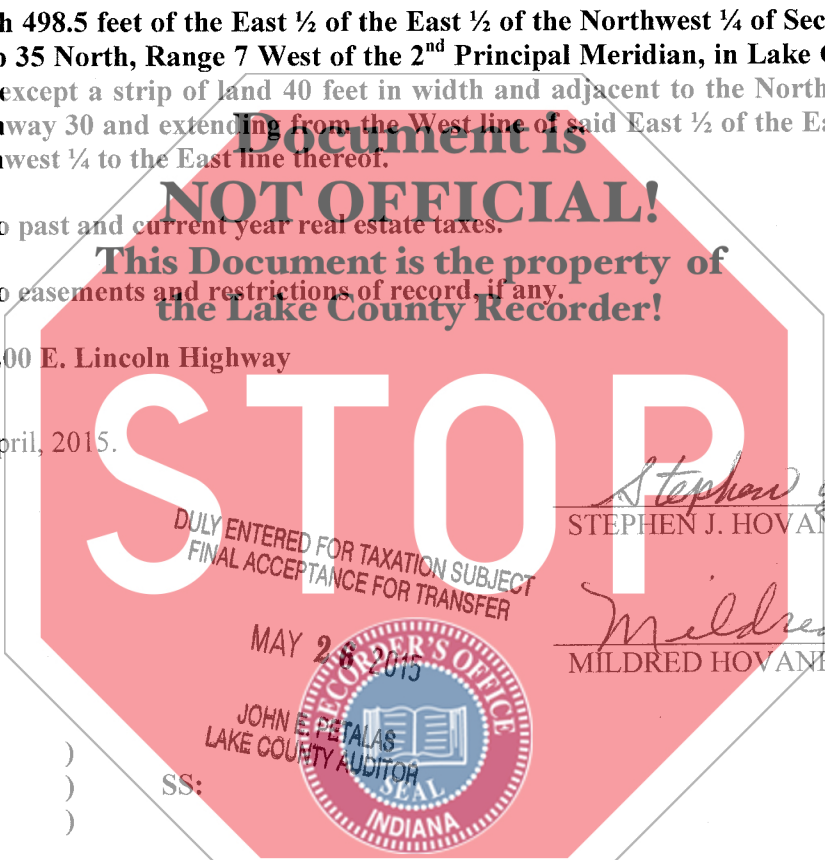 h 498.5 feet of the East ½ of the East ½ of the Northwest ¼ of Sec
35 North, Range 7 West of the 2nd Principal Meridian, in Lake
except a strip of land 40 feet in width and adjacent to the North
way 30 and extending from the West line of said East ½ of the Ea
west ¼ to the East line thereof.
Document is
NOT OFFICIAL!
This Document is the property of
the Lake County Recorder!
o past and current year real estate taxes.
o easements and restrictions of record, if any.
00 E. Lincoln Highway
STOP
pril, 2015.
Stephen
STEPHEN J. HOVAN
DULY ENTERED FOR TAXATION SUBJECT
FINAL ACCEPTANCE FOR TRANSFER
Mildre
MILDRED HOVAN
MAY 26 2015
JOHN E PETALAS
LAKE COUNTY AUDITOR
RECORDER'S OFFICE
SEAL
INDIANA
)
) SS:
)